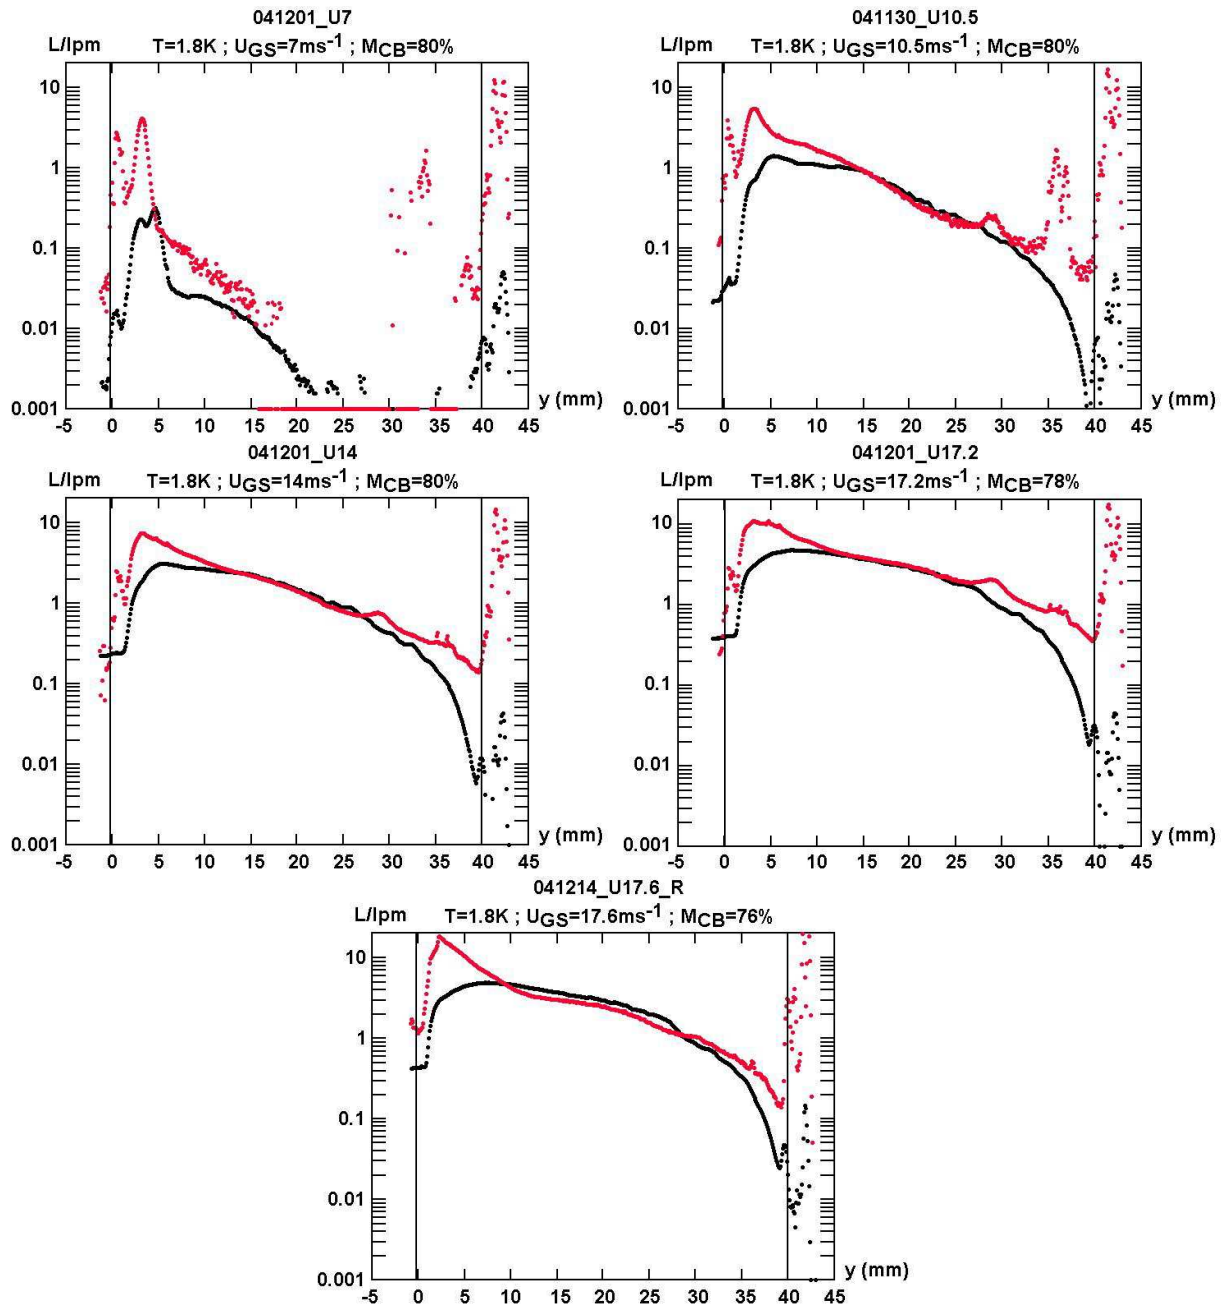 041201_U7
L/lpm T=1.8K ; UGS=7ms-1 ; MCB=80%
10
1
0.1
0.01
0.001
y (mm)
-5 0 5 10 15 20 25 30 35 40 45
041130_U10.5
L/lpm T=1.8K ; UGS=10.5ms-1 ; MCB=80%
10
1
0.1
0.01
0.001
y (mm)
-5 0 5 10 15 20 25 30 35 40 45
041201_U14
L/lpm T=1.8K ; UGS=14ms-1 ; MCB=80%
10
1
0.1
0.01
0.001
y (mm)
-5 0 5 10 15 20 25 30 35 40 45
041201_U17.2
L/lpm T=1.8K ; UGS=17.2ms-1 ; MCB=78%
10
1
0.1
0.01
0.001
y (mm)
-5 0 5 10 15 20 25 30 35 40 45
041214_U17.6_R
L/lpm T=1.8K ; UGS=17.6ms-1 ; MCB=76%
10
1
0.1
0.01
0.001
y (mm)
-5 0 5 10 15 20 25 30 35 40 45